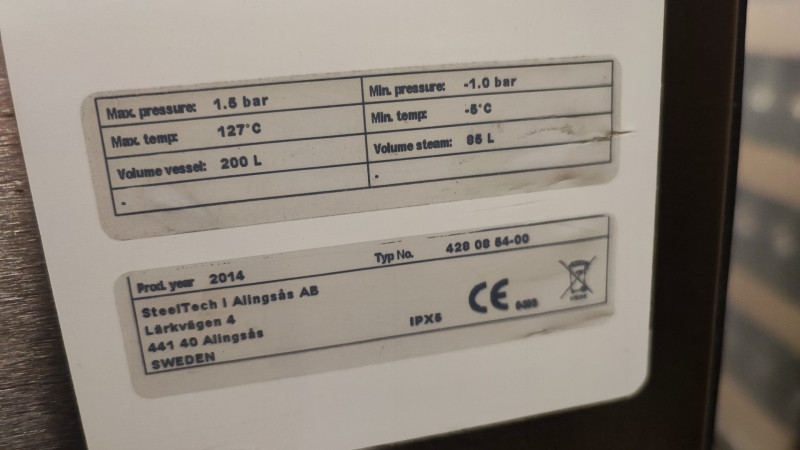 Max. pressure: 1.5 bar Min. pressure: -1.0 bar
Max. temp: 127°C Min. temp: -5°C
Volume vessel: 200 L Volume steam: 85 L
. .
Prod. year 2014 Typ No. 428 08 54-00
SteelTech i Alingsås AB
Lärkvägen 4
441 40 Alingsås IPX5 CE
SWEDEN